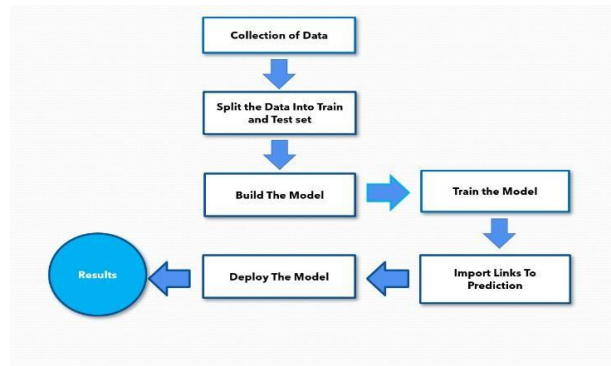 Collection of Data
Split the Data Into Train
and Test set
Build The Model
Train the Model
Import Links To
Prediction
Deploy The Model
Results